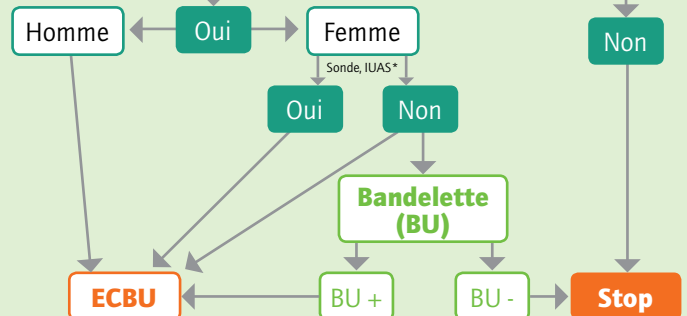 Homme
Oui
Femme
Non
Sonde, IUAS*
Oui
Non
Bandelette
(BU)
ECBU
BU +
BU -
Stop